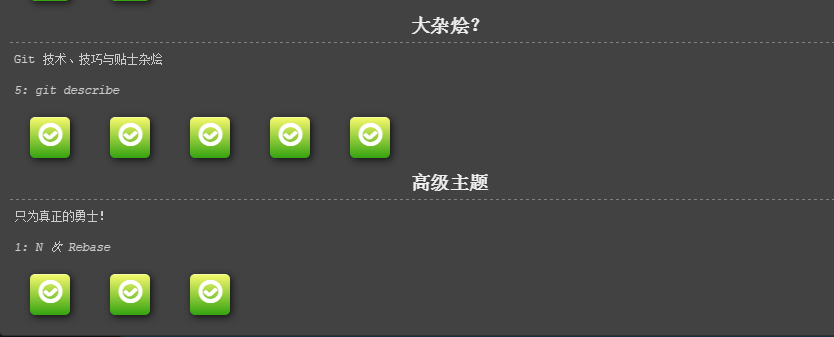 大杂烩?
Git 技术、技巧与贴士杂烩
5: git describe
高级主题
只为真正的勇士!
1: N 次 Rebase